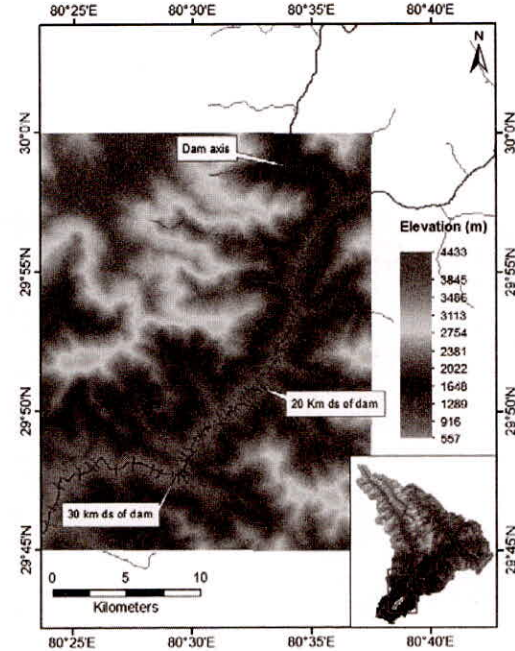 80°25'E 80°30'E 80°35'E 80°40'E
N
30°0'N 30°0'N
Dam axis
Elevation (m)
4433
3845
3486
3113
2754
2381
2022
1648
1289
916
557
29°55'N 29°55'N
20 Km ds of dam
29°50'N 29°50'N
30 km ds of dam
29°45'N 29°45'N
0 5 10
Kilometers
80°25'E 80°30'E 80°35'E 80°40'E